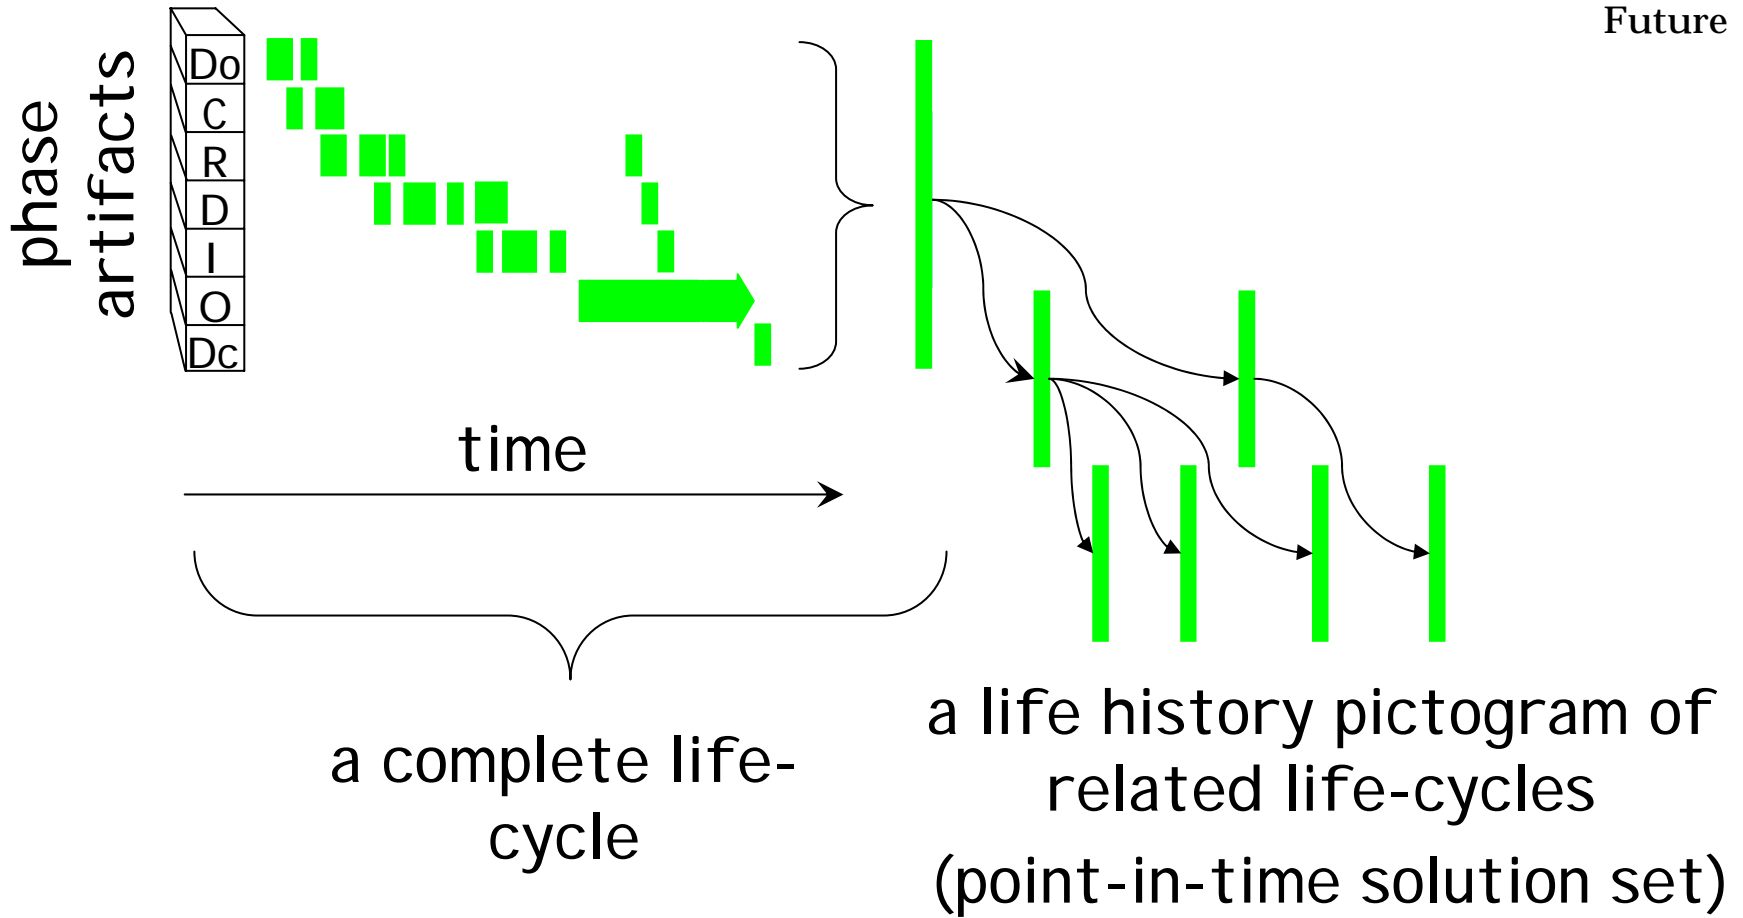 Future
phase
artifacts
Do
C
R
D
I
O
Dc
time
a complete life-
cycle
a life history pictogram of
related life-cycles
(point-in-time solution set)